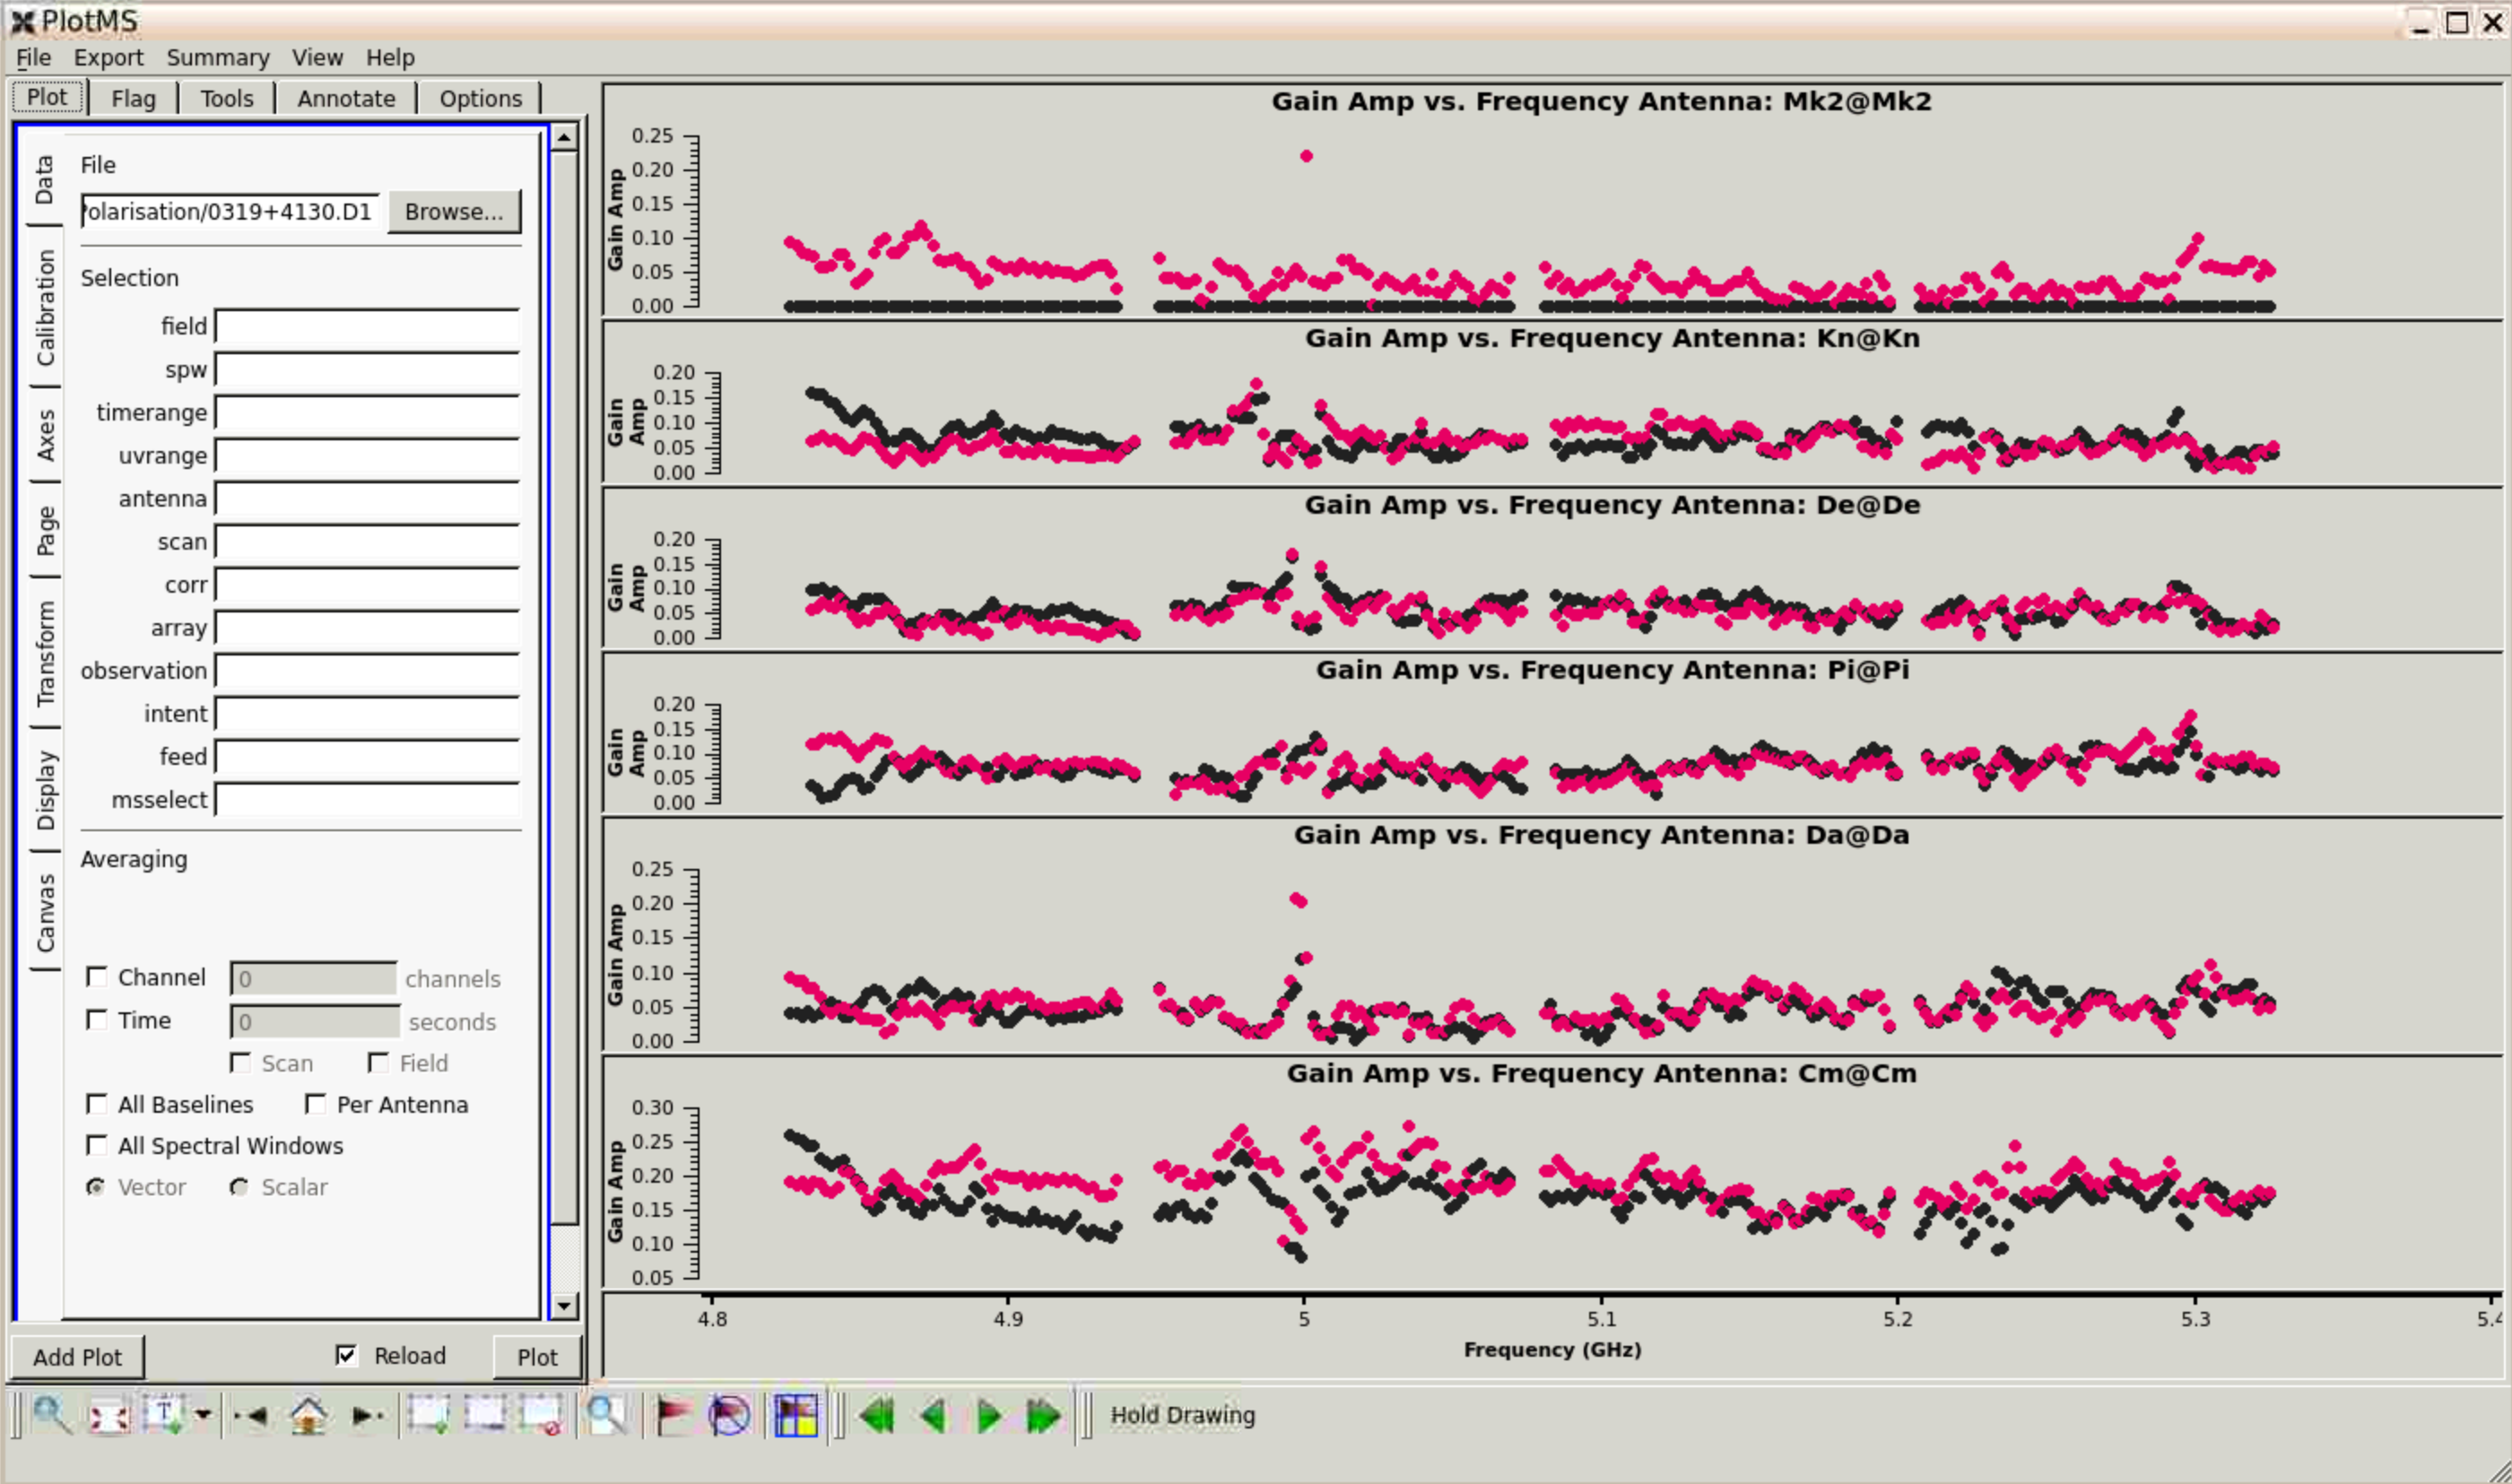 PlotMS
File Export Summary View Help
Plot Flag Tools Annotate Options
Data
Calibration
Axes
Page
Transform
Display
Canvas
File
olarisation/0319+4130.D1 Browse...
Selection
field
spw
timerange
uvrange
antenna
scan
corr
array
observation
intent
feed
msselect
Averaging
Channel 0 channels
Time 0 seconds
Scan Field
All Baselines Per Antenna
All Spectral Windows
Vector Scalar
Add Plot Reload Plot
Gain Amp vs. Frequency Antenna: Mk2@Mk2
Gain Amp
0.25
0.20
0.15
0.10
0.05
0.00
Gain Amp vs. Frequency Antenna: Kn@Kn
Gain
Amp
0.20
0.15
0.10
0.05
0.00
Gain Amp vs. Frequency Antenna: De@De
Gain
Amp
0.20
0.15
0.10
0.05
0.00
Gain Amp vs. Frequency Antenna: Pi@Pi
Gain
Amp
0.20
0.15
0.10
0.05
0.00
Gain Amp vs. Frequency Antenna: Da@Da
Gain Amp
0.25
0.20
0.15
0.10
0.05
0.00
Gain Amp vs. Frequency Antenna: Cm@Cm
Gain Amp
0.30
0.25
0.20
0.15
0.10
0.05
4.8 4.9 5 5.1 5.2 5.3 5.4
Frequency (GHz)
T
Hold Drawing